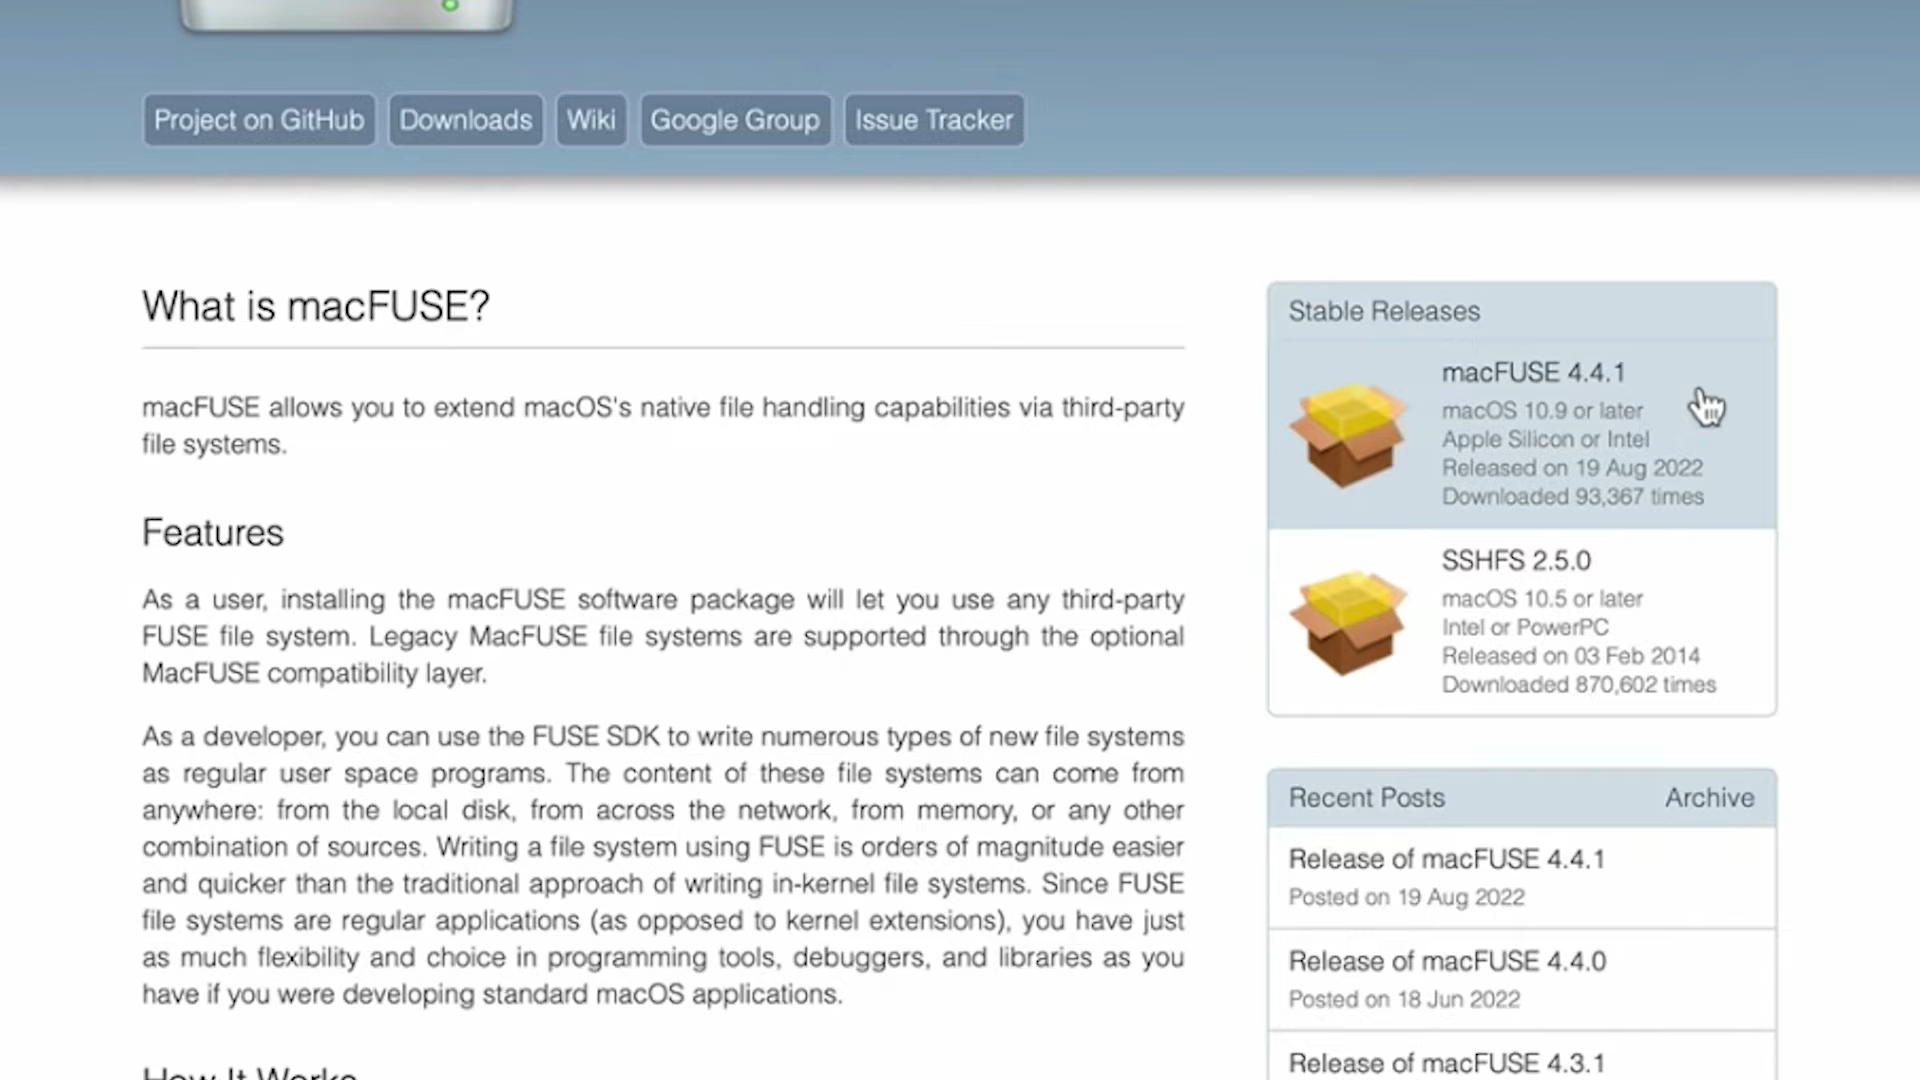 Project on GitHub
Downloads
Wiki
Google Group
Issue Tracker
What is macFUSE?
macFUSE allows you to extend macOS's native file handling capabilities via third-party
file systems.
Features
As a user, installing the macFUSE software package will let you use any third-party
FUSE file system. Legacy MacFUSE file systems are supported through the optional
MacFUSE compatibility layer.
As a developer, you can use the FUSE SDK to write numerous types of new file systems
as regular user space programs. The content of these file systems can come from
anywhere: from the local disk, from across the network, from memory, or any other
combination of sources. Writing a file system using FUSE is orders of magnitude easier
and quicker than the traditional approach of writing in-kernel file systems. Since FUSE
file systems are regular applications (as opposed to kernel extensions), you have just
as much flexibility and choice in programming tools, debuggers, and libraries as you
have if you were developing standard macOS applications.
How It Works
Stable Releases
macFUSE 4.4.1
macOS 10.9 or later
Apple Silicon or Intel
Released on 19 Aug 2022
Downloaded 93,367 times
SSHFS 2.5.0
macOS 10.5 or later
Intel or PowerPC
Released on 03 Feb 2014
Downloaded 870,602 times
Recent Posts
Archive
Release of macFUSE 4.4.1
Posted on 19 Aug 2022
Release of macFUSE 4.4.0
Posted on 18 Jun 2022
Release of macFUSE 4.3.1